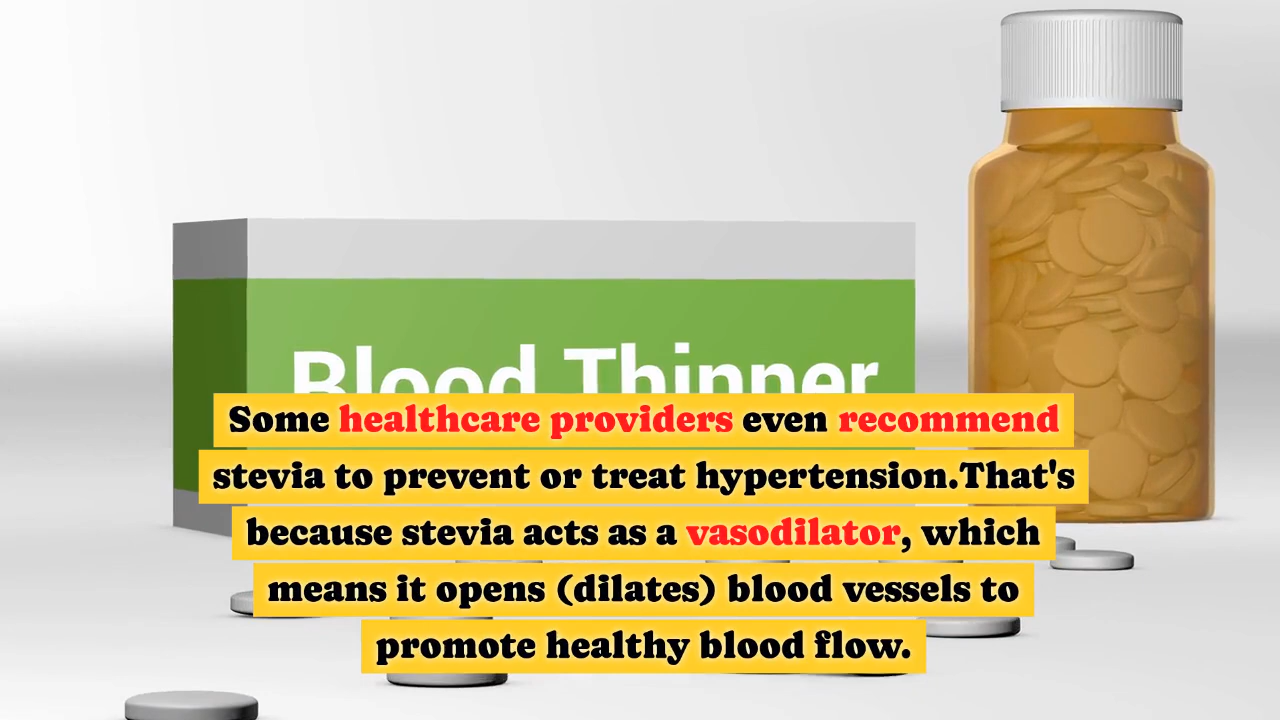 Blood Thinner
Some healthcare providers even recommend
stevia to prevent or treat hypertension.That's
because stevia acts as a vasodilator, which
means it opens (dilates) blood vessels to
promote healthy blood flow.